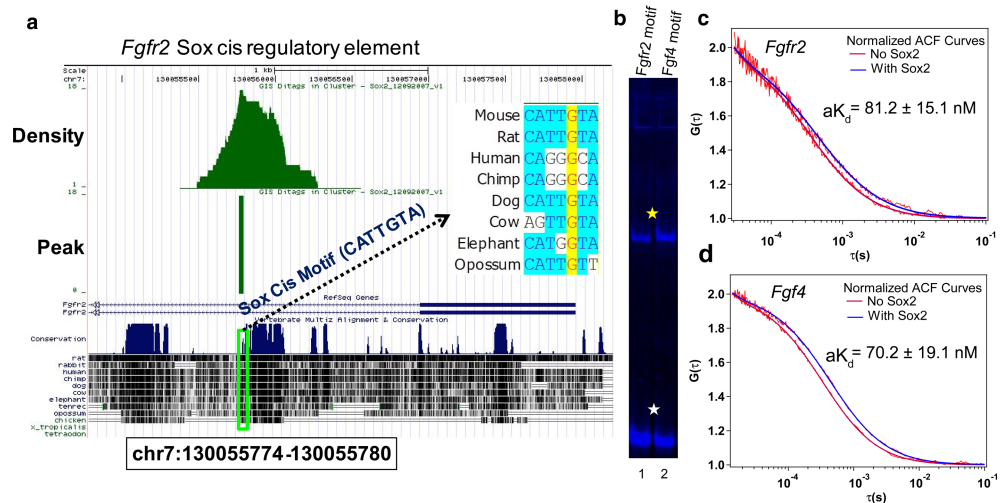 a
Fgfr2 Sox cis regulatory element
Scale
1 kb
chr7:
130055500
130056000
130056500
130057000
130057500
130058000
18
GIS Ditags in Cluster - Sox2_12092007_v1
Density
1
GIS Ditags in Cluster - Sox2_12092007_v1
18
Peak
0
Sox Cis Motif (CATTGTA)
Mouse CATTGTA
Rat CATTGTA
Human CAGGGCA
Chimp CAGGGCA
Dog CATTGTA
Cow AGTTGTA
Elephant CATGGTA
Opossum CATTGTT
RefSeq Genes
Fgfr2
Fgfr2
Vertebrate Multiz Alignment & Conservation
Conservation
rat
rabbit
human
chimp
dog
cow
elephant
tenrec
opossum
chicken
x_tropicalis
tetraodon
chr7:130055774-130055780
b
Fgfr2 motif
Fgf4 motif
1 2
c
Fgfr2
Normalized ACF Curves
No Sox2
With Sox2
aKd = 81.2 ± 15.1 nM
G(τ)
2.0
1.8
1.6
1.4
1.2
1.0
10-4
10-3
10-2
10-1
τ(s)
d
Fgf4
Normalized ACF Curves
No Sox2
With Sox2
aKd = 70.2 ± 19.1 nM
G(τ)
2.0
1.8
1.6
1.4
1.2
1.0
10-4
10-3
10-2
10-1
τ(s)